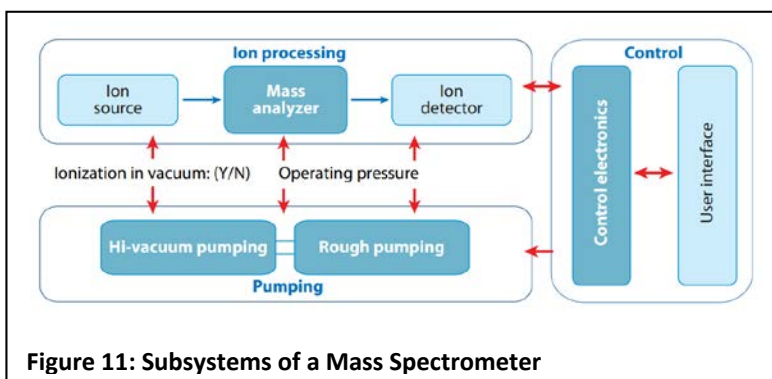 Ion processing
Ion
source
Mass
analyzer
Ion
detector
Ionization in vacuum: (Y/N)
Operating pressure
Hi-vacuum pumping
Rough pumping
Pumping
Control
Control electronics
User interface
Figure 11: Subsystems of a Mass Spectrometer